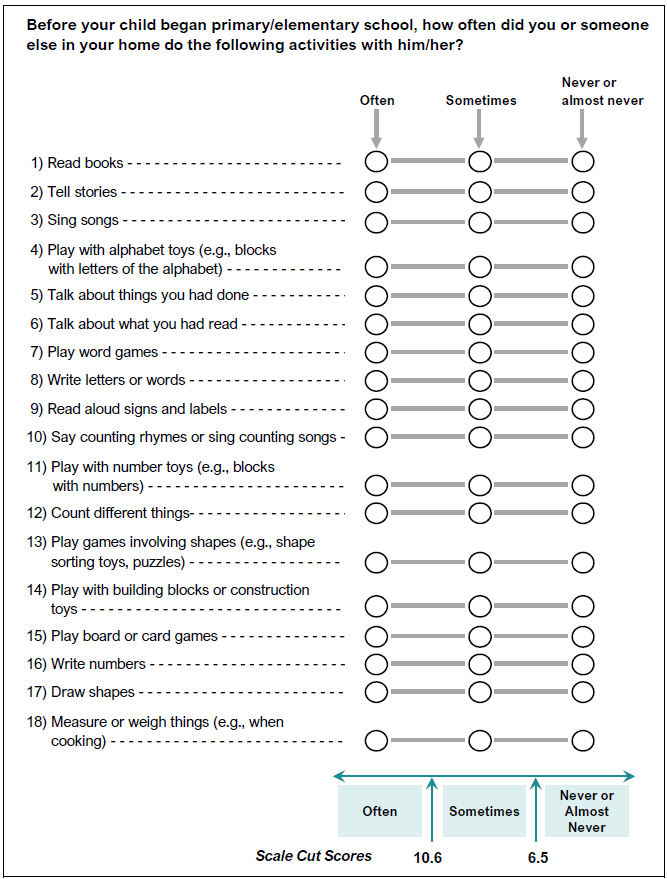 Before your child began primary/elementary school, how often did you or someone
else in your home do the following activities with him/her?
Never or
Often Sometimes almost never
1) Read books - - - - - - - - - - - - - - - - - - - - - - - -
2) Tell stories - - - - - - - - - - - - - - - - - - - - - - - - -
3) Sing songs - - - - - - - - - - - - - - - - - - - - - - - - -
4) Play with alphabet toys (e.g., blocks
with letters of the alphabet) - - - - - - - - - - - - -
5) Talk about things you had done - - - - - - - - - - -
6) Talk about what you had read - - - - - - - - - - - -
7) Play word games - - - - - - - - - - - - - - - - - - - - -
8) Write letters or words - - - - - - - - - - - - - - - - - -
9) Read aloud signs and labels - - - - - - - - - - - - -
10) Say counting rhymes or sing counting songs -
11) Play with number toys (e.g., blocks
with numbers) - - - - - - - - - - - - - - - - - - - - - -
12) Count different things- - - - - - - - - - - - - - - - - -
13) Play games involving shapes (e.g., shape
sorting toys, puzzles) - - - - - - - - - - - - - - - - -
14) Play with building blocks or construction
toys - - - - - - - - - - - - - - - - - - - - - - - - - - - - -
15) Play board or card games - - - - - - - - - - - - - -
16) Write numbers - - - - - - - - - - - - - - - - - - - - - -
17) Draw shapes - - - - - - - - - - - - - - - - - - - - - - -
18) Measure or weigh things (e.g., when
cooking) - - - - - - - - - - - - - - - - - - - - - - - - - -
Often Sometimes Never or
Almost
Never
Scale Cut Scores 10.6 6.5